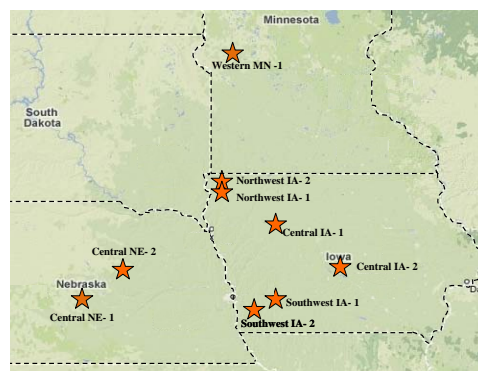 Minnesota
Western MN -1
South
Dakota
Northwest IA- 2
Northwest IA- 1
Central IA- 1
Central NE- 2
Iowa
Central IA- 2
Nebraska
Southwest IA- 1
Central NE- 1
Southwest IA- 2